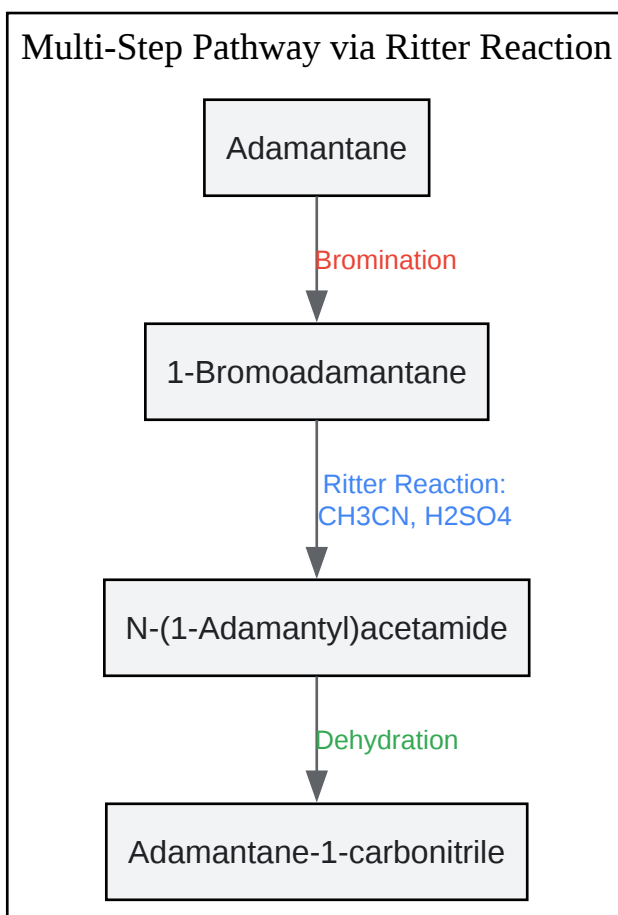 Multi-Step Pathway via Ritter Reaction
Adamantane
Bromination
1-Bromoadamantane
Ritter Reaction:
CH3CN, H2SO4
N-(1-Adamantyl)acetamide
Dehydration
Adamantane-1-carbonitrile